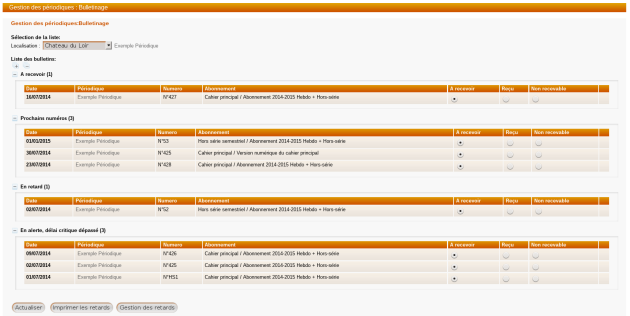 Gestion des périodiques : Bulletinage
Gestion des périodiques:Bulletinage
Sélection de la liste:
Localisation : Chateau du Loir Exemple Périodique
Liste des bulletins:
A recevoir (1)
Date Périodique Numero Abonnement A recevoir Reçu Non recevable
16/07/2014 Exemple Périodique N°427 Cahier principal / Abonnement 2014-2015 Hebdo + Hors-série
Prochains numéros (3)
Date Périodique Numero Abonnement A recevoir Reçu Non recevable
01/01/2015 Exemple Périodique N°53 Hors série semestriel / Abonnement 2014-2015 Hebdo + Hors-série
30/07/2014 Exemple Périodique N°425 Cahier principal / Version numérique du cahier principal
23/07/2014 Exemple Périodique N°428 Cahier principal / Abonnement 2014-2015 Hebdo + Hors-série
En retard (1)
Date Périodique Numero Abonnement A recevoir Reçu Non recevable
02/07/2014 Exemple Périodique N°52 Hors série semestriel / Abonnement 2014-2015 Hebdo + Hors-série
En alerte, délai critique dépassé (3)
Date Périodique Numero Abonnement A recevoir Reçu Non recevable
09/07/2014 Exemple Périodique N°426 Cahier principal / Abonnement 2014-2015 Hebdo + Hors-série
02/07/2014 Exemple Périodique N°425 Cahier principal / Abonnement 2014-2015 Hebdo + Hors-série
01/07/2014 Exemple Périodique N°HS1 Cahier principal / Abonnement 2014-2015 Hebdo + Hors-série
Actualiser Imprimer les retards Gestion des retards